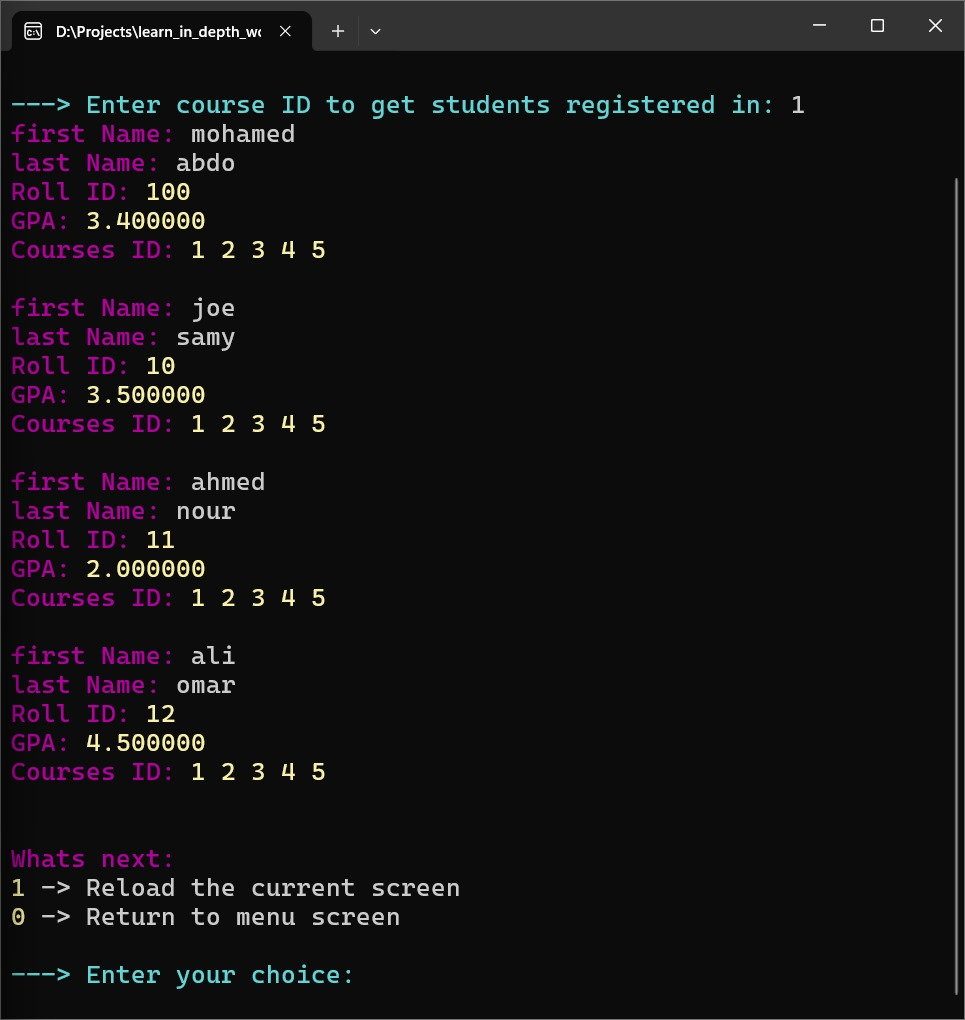 D:\Projects\learn_in_depth_wo
---> Enter course ID to get students registered in: 1
first Name: mohamed
last Name: abdo
Roll ID: 100
GPA: 3.400000
Courses ID: 1 2 3 4 5
first Name: joe
last Name: samy
Roll ID: 10
GPA: 3.500000
Courses ID: 1 2 3 4 5
first Name: ahmed
last Name: nour
Roll ID: 11
GPA: 2.000000
Courses ID: 1 2 3 4 5
first Name: ali
last Name: omar
Roll ID: 12
GPA: 4.500000
Courses ID: 1 2 3 4 5
Whats next:
1 -> Reload the current screen
0 -> Return to menu screen
---> Enter your choice: